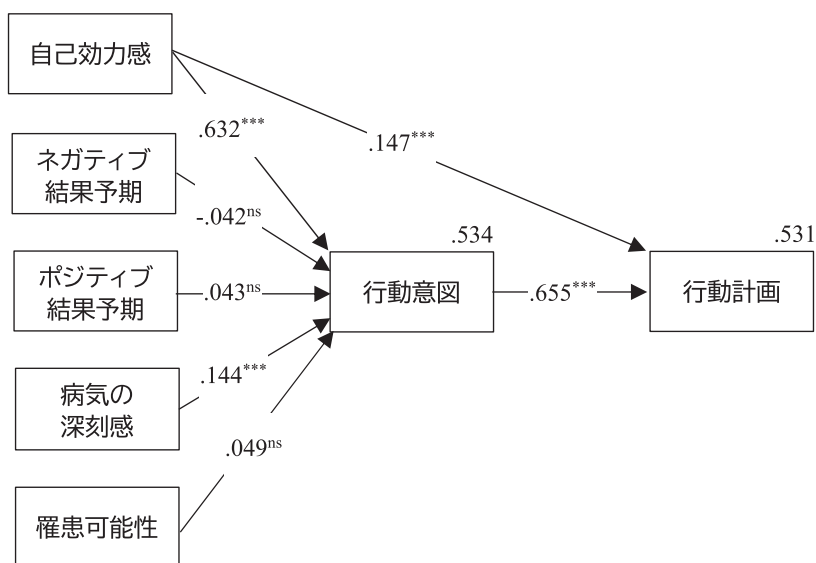 自己効力感
.632***
.147***
ネガティブ
結果予期
-.042ns
.534
.531
ポジティブ
結果予期
.043ns
行動意図
.655***
行動計画
病気の
深刻感
.144***
.049ns
罹患可能性